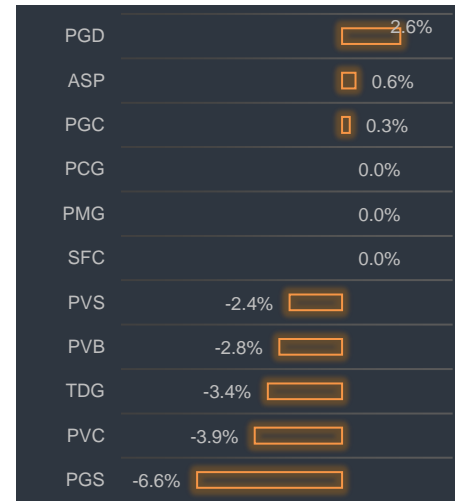 PGD 2.6%
ASP 0.6%
PGC 0.3%
PCG 0.0%
PMG 0.0%
SFC 0.0%
PVS -2.4%
PVB -2.8%
TDG -3.4%
PVC -3.9%
PGS -6.6%